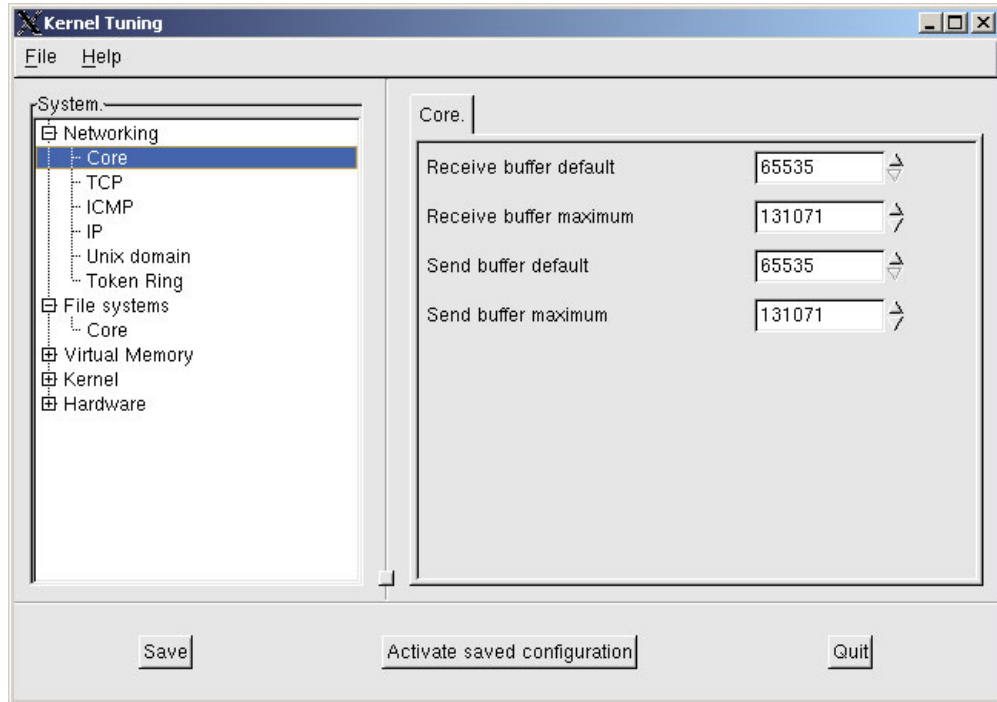 Kernel Tuning
File Help
System.
Networking
Core
TCP
ICMP
IP
Unix domain
Token Ring
File systems
Core
Virtual Memory
Kernel
Hardware
Core.
Receive buffer default 65535
Receive buffer maximum 131071
Send buffer default 65535
Send buffer maximum 131071
Save Activate saved configuration Quit